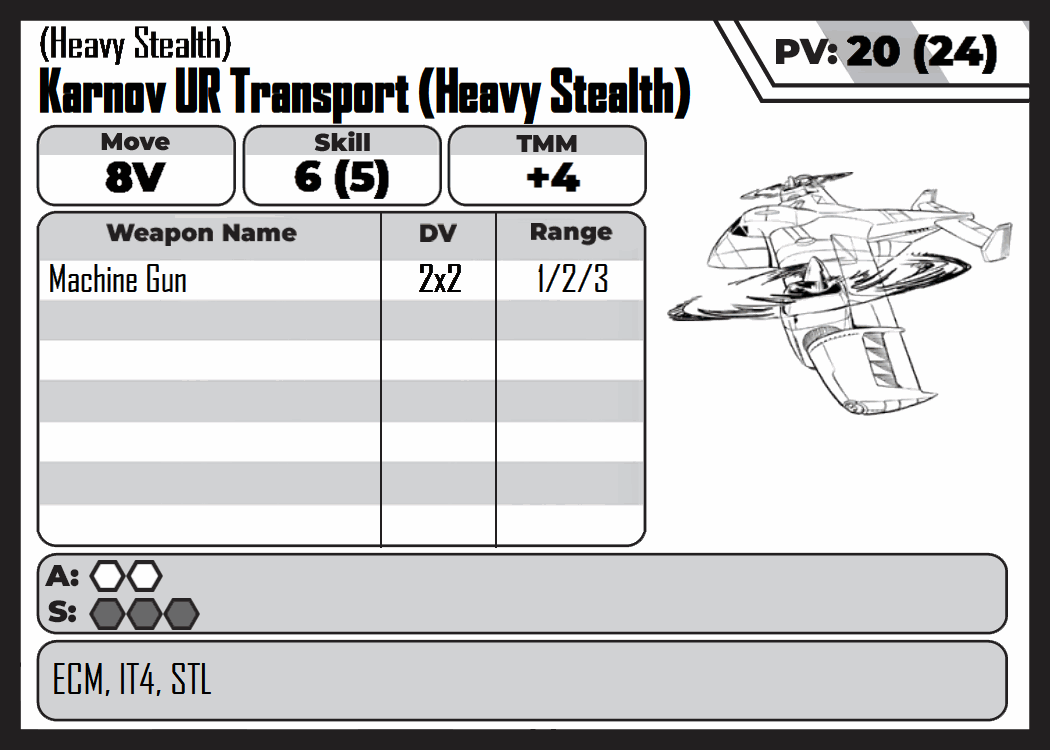 (Heavy Stealth)
Karnov UR Transport (Heavy Stealth)
PV: 20 (24)
Move Skill TMM
8V 6 (5) +4
Weapon Name DV Range
Machine Gun 2x2 1/2/3
A:
S:
ECM, IT4, STL